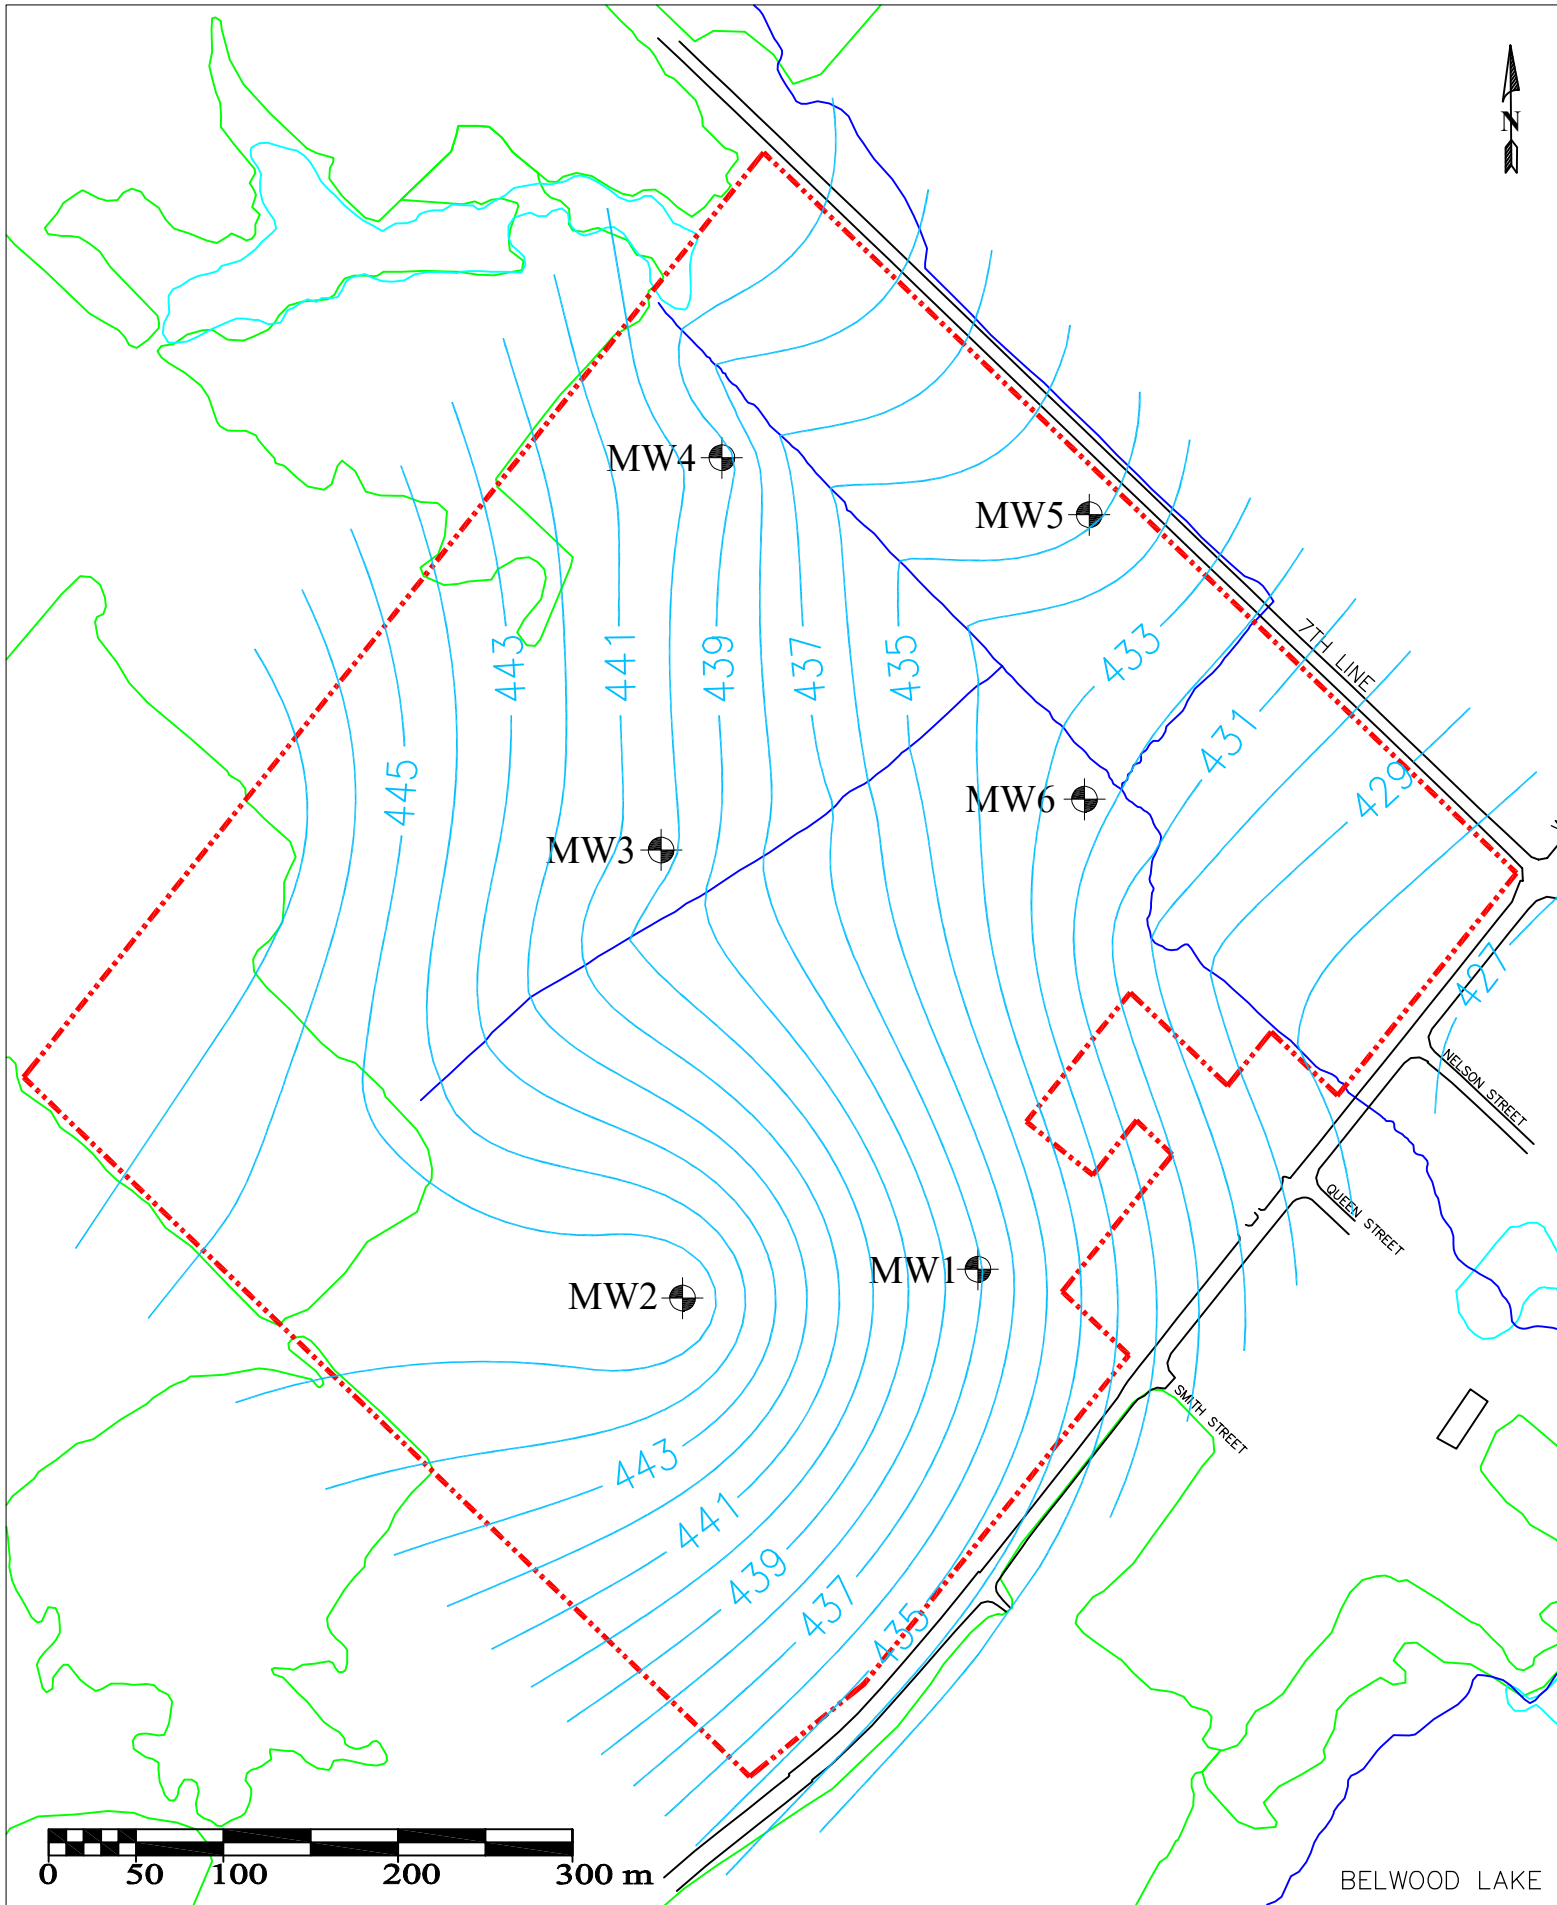 N
MW4
MW5
7TH LINE
433
443
441
439
437
435
431
445
429
MW6
MW3
427
NELSON STREET
QUEEN STREET
MW1
MW2
SMITH STREET
443
441
439
437
435
0 50 100 200 300 m
BELWOOD LAKE